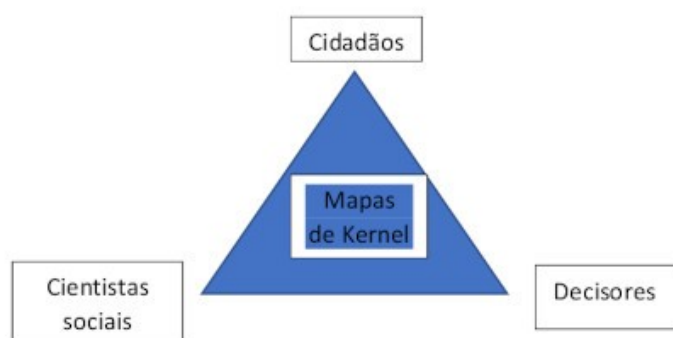 Cidadãos
Mapas
de Kernel
Cientistas
sociais
Decisores